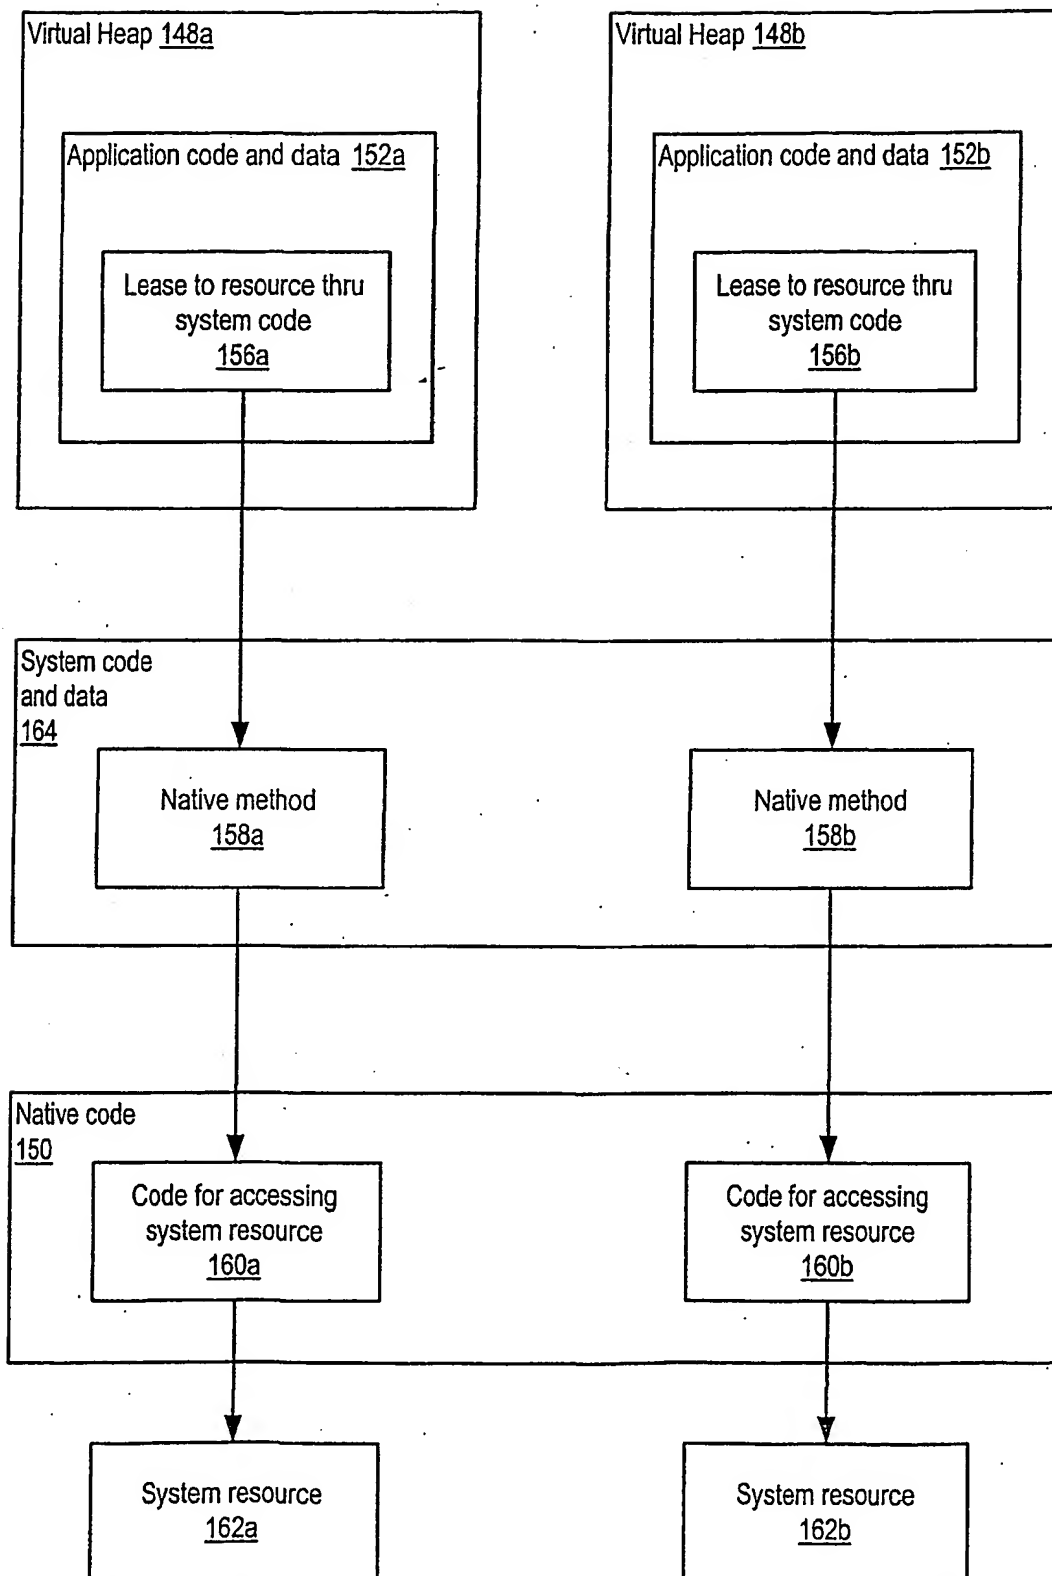 Virtual Heap 148a
Virtual Heap 148b
Application code and data 152a
Application code and data 152b
Lease to resource thru
system code
156a
Lease to resource thru
system code
156b
System code
and data
164
Native method
158a
Native method
158b
Native code
150
Code for accessing
system resource
160a
Code for accessing
system resource
160b
System resource
162a
System resource
162b